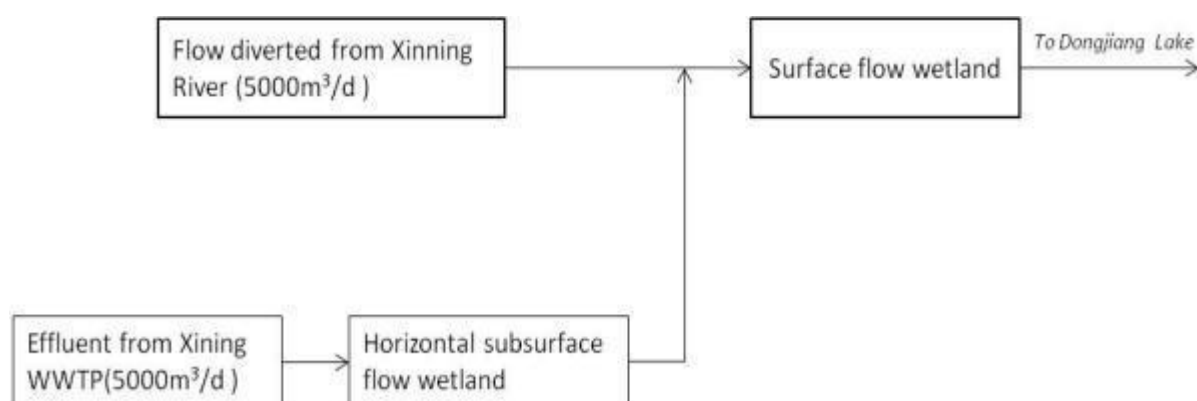 Flow diverted from Xinning
River (5000m³/d )
Surface flow wetland
To Dongjiang Lake
Effluent from Xining
WWTP(5000m³/d )
Horizontal subsurface
flow wetland